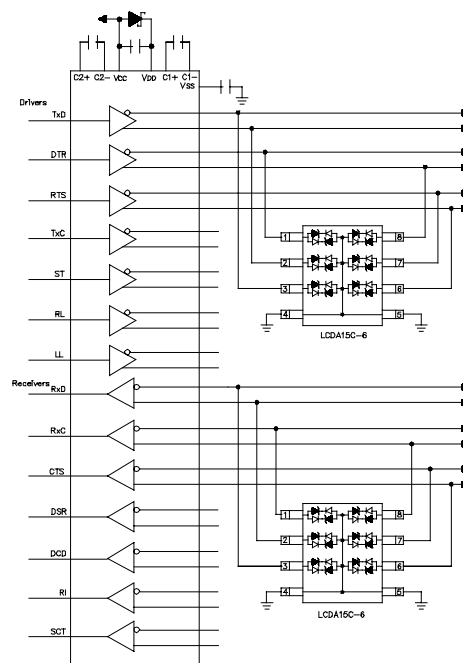 C2+ C2- VCC VDD C1+ C1-
VSS
Drivers
TxD
DTR
RTS
TxC
ST
RL
LL
1 8
2 7
3 6
4 5
LCDA15C-6
Receivers
RxD
RxC
CTS
DSR
DCD
RI
SCT
1 8
2 7
3 6
4 5
LCDA15C-6